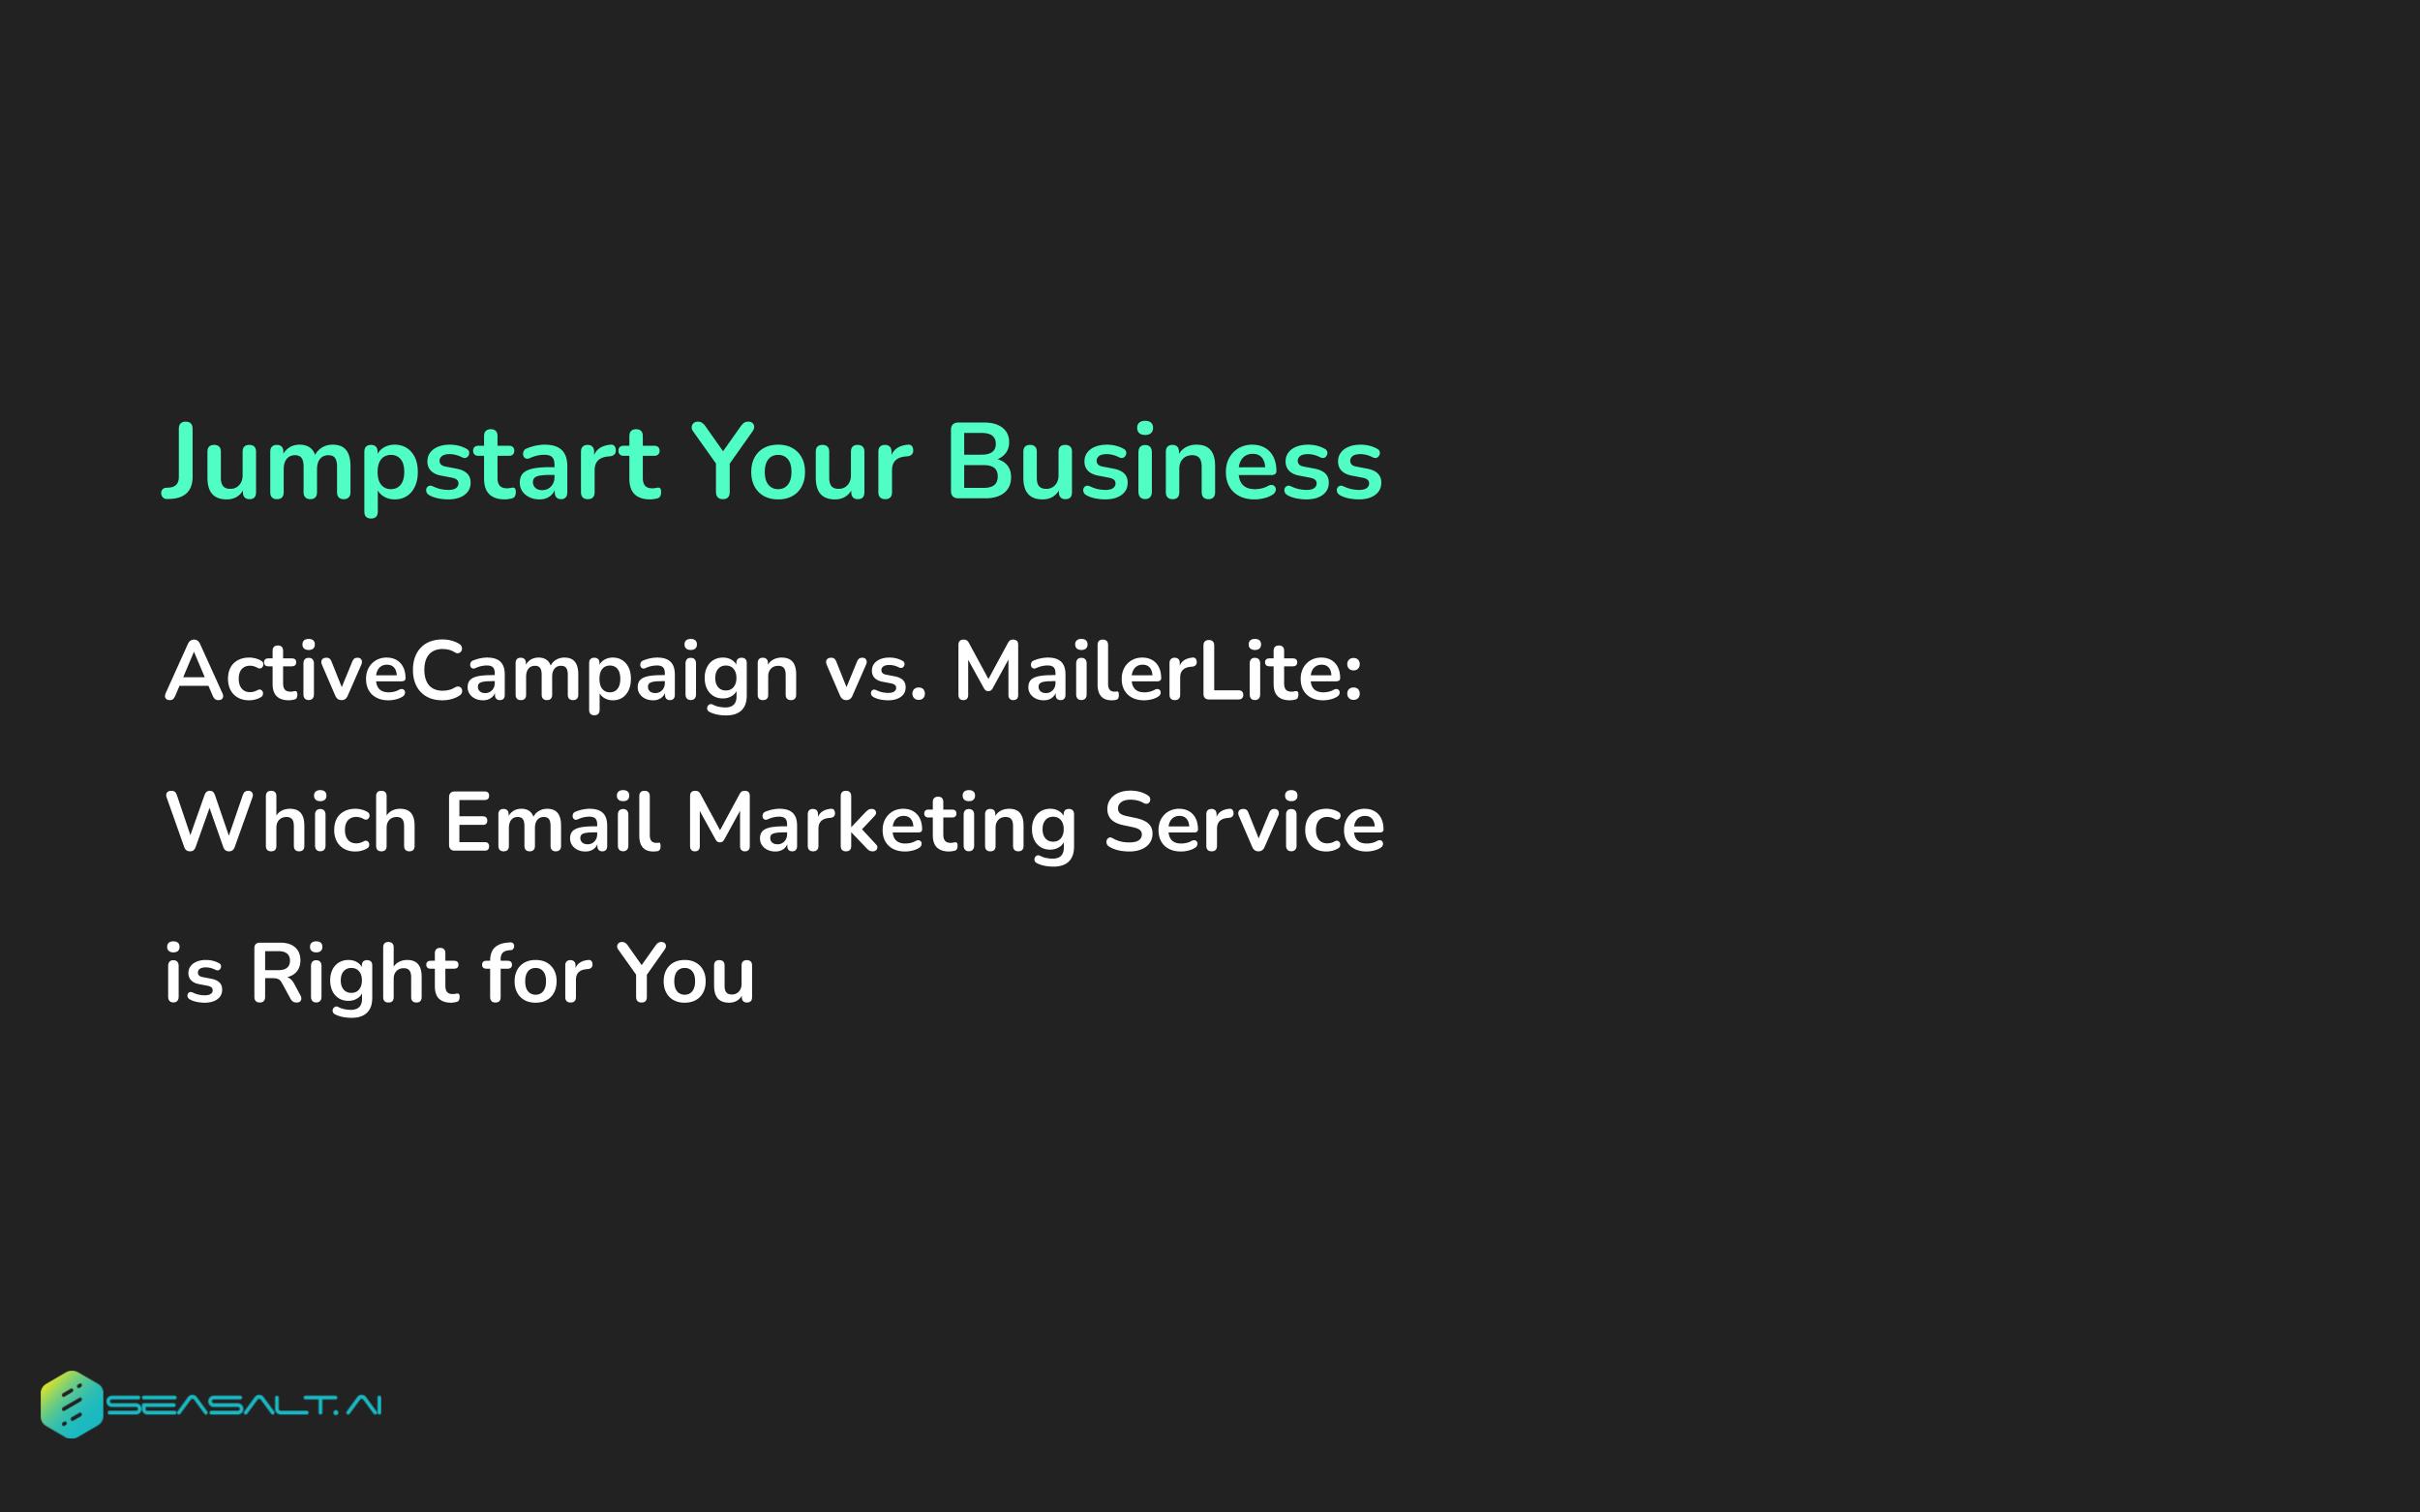 Jumpstart Your Business
ActiveCampaign vs. MailerLite:
Which Email Marketing Service
is Right for You
SEASALT.AI